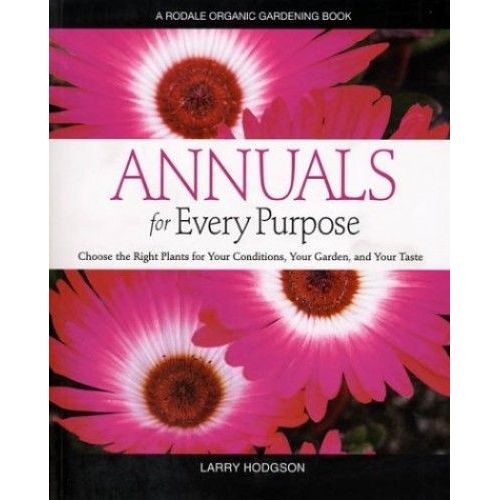 A RODALE ORGANIC GARDENING BOOK
ANNUALS
for Every Purpose
Choose the Right Plants for Your Conditions, Your Garden, and Your Taste
LARRY HODGSON